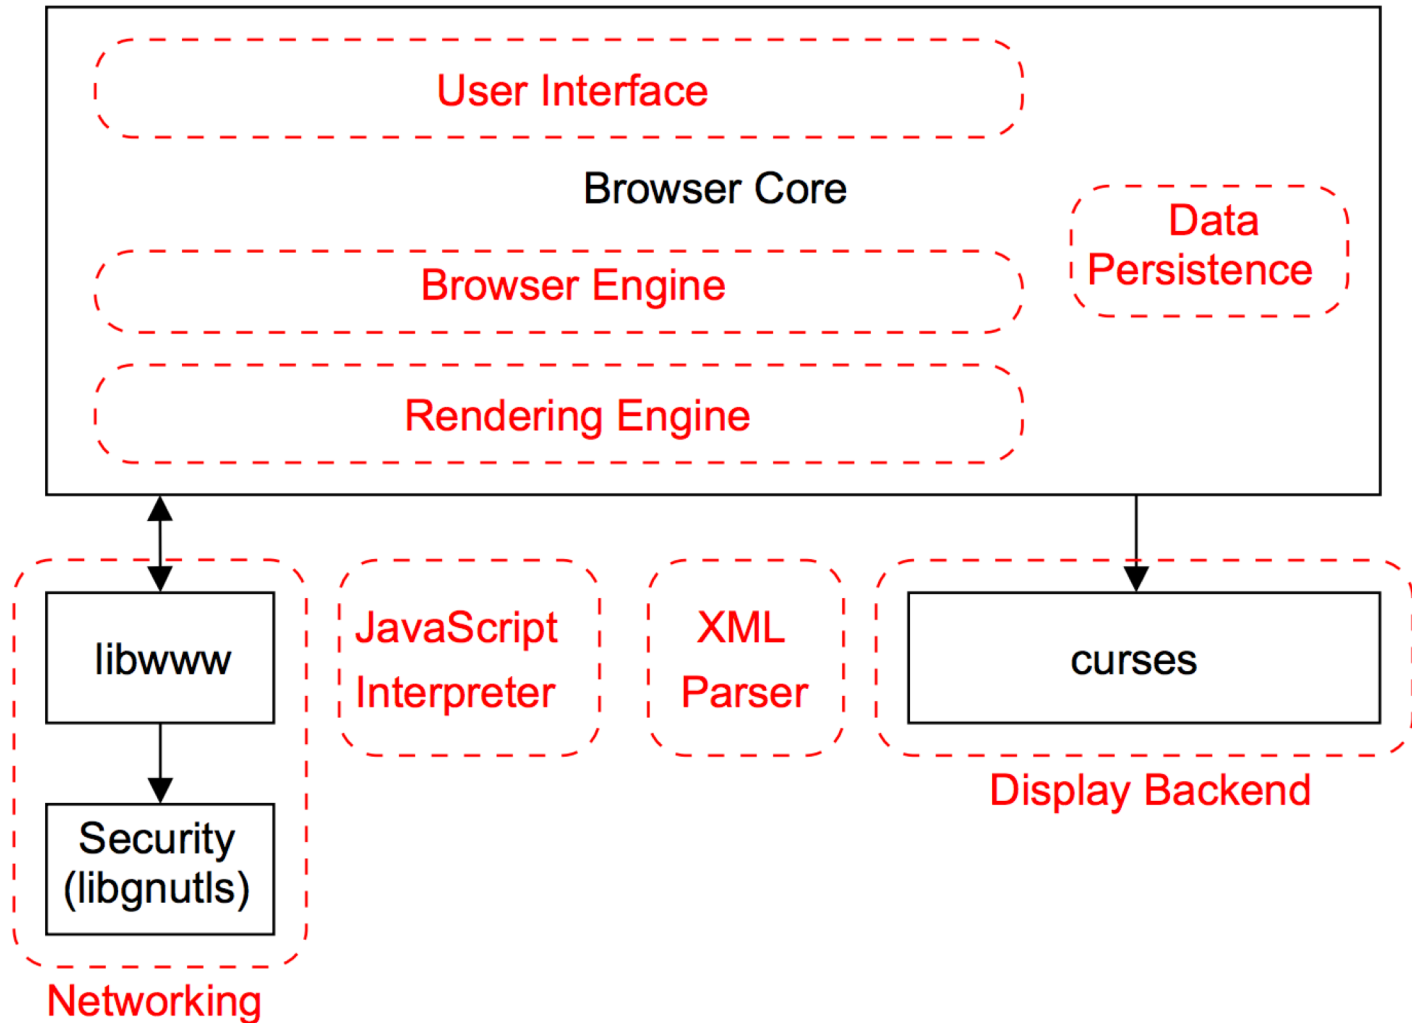 User Interface
Browser Core
Data
Persistence
Browser Engine
Rendering Engine
libwww
JavaScript
Interpreter
XML
Parser
curses
Display Backend
Security
(libgnutls)
Networking